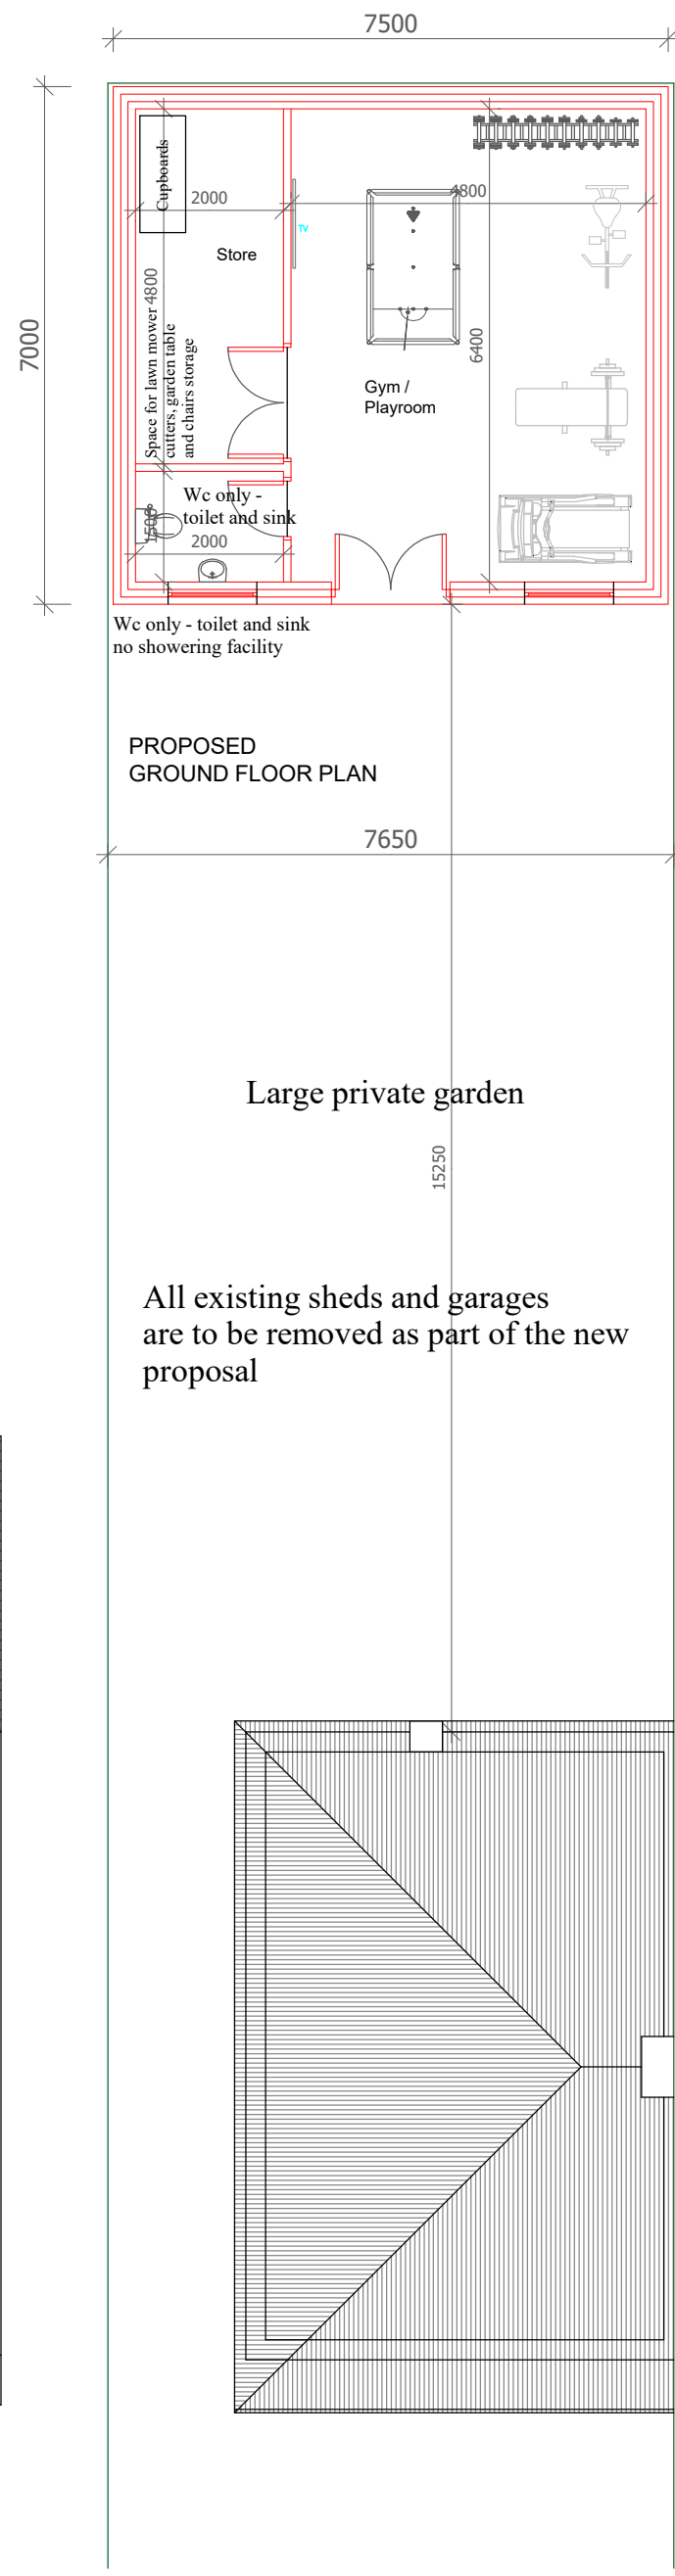 7500
7000
Cupboards
2000
4800
TV
Store
4800
6400
Space for lawn mower
cutters, garden table
and chairs storage
Gym /
Playroom
Wc only -
toilet and sink
1500
2000
Wc only - toilet and sink
no showering facility
PROPOSED
GROUND FLOOR PLAN
7650
Large private garden
15250
All existing sheds and garages
are to be removed as part of the new
proposal